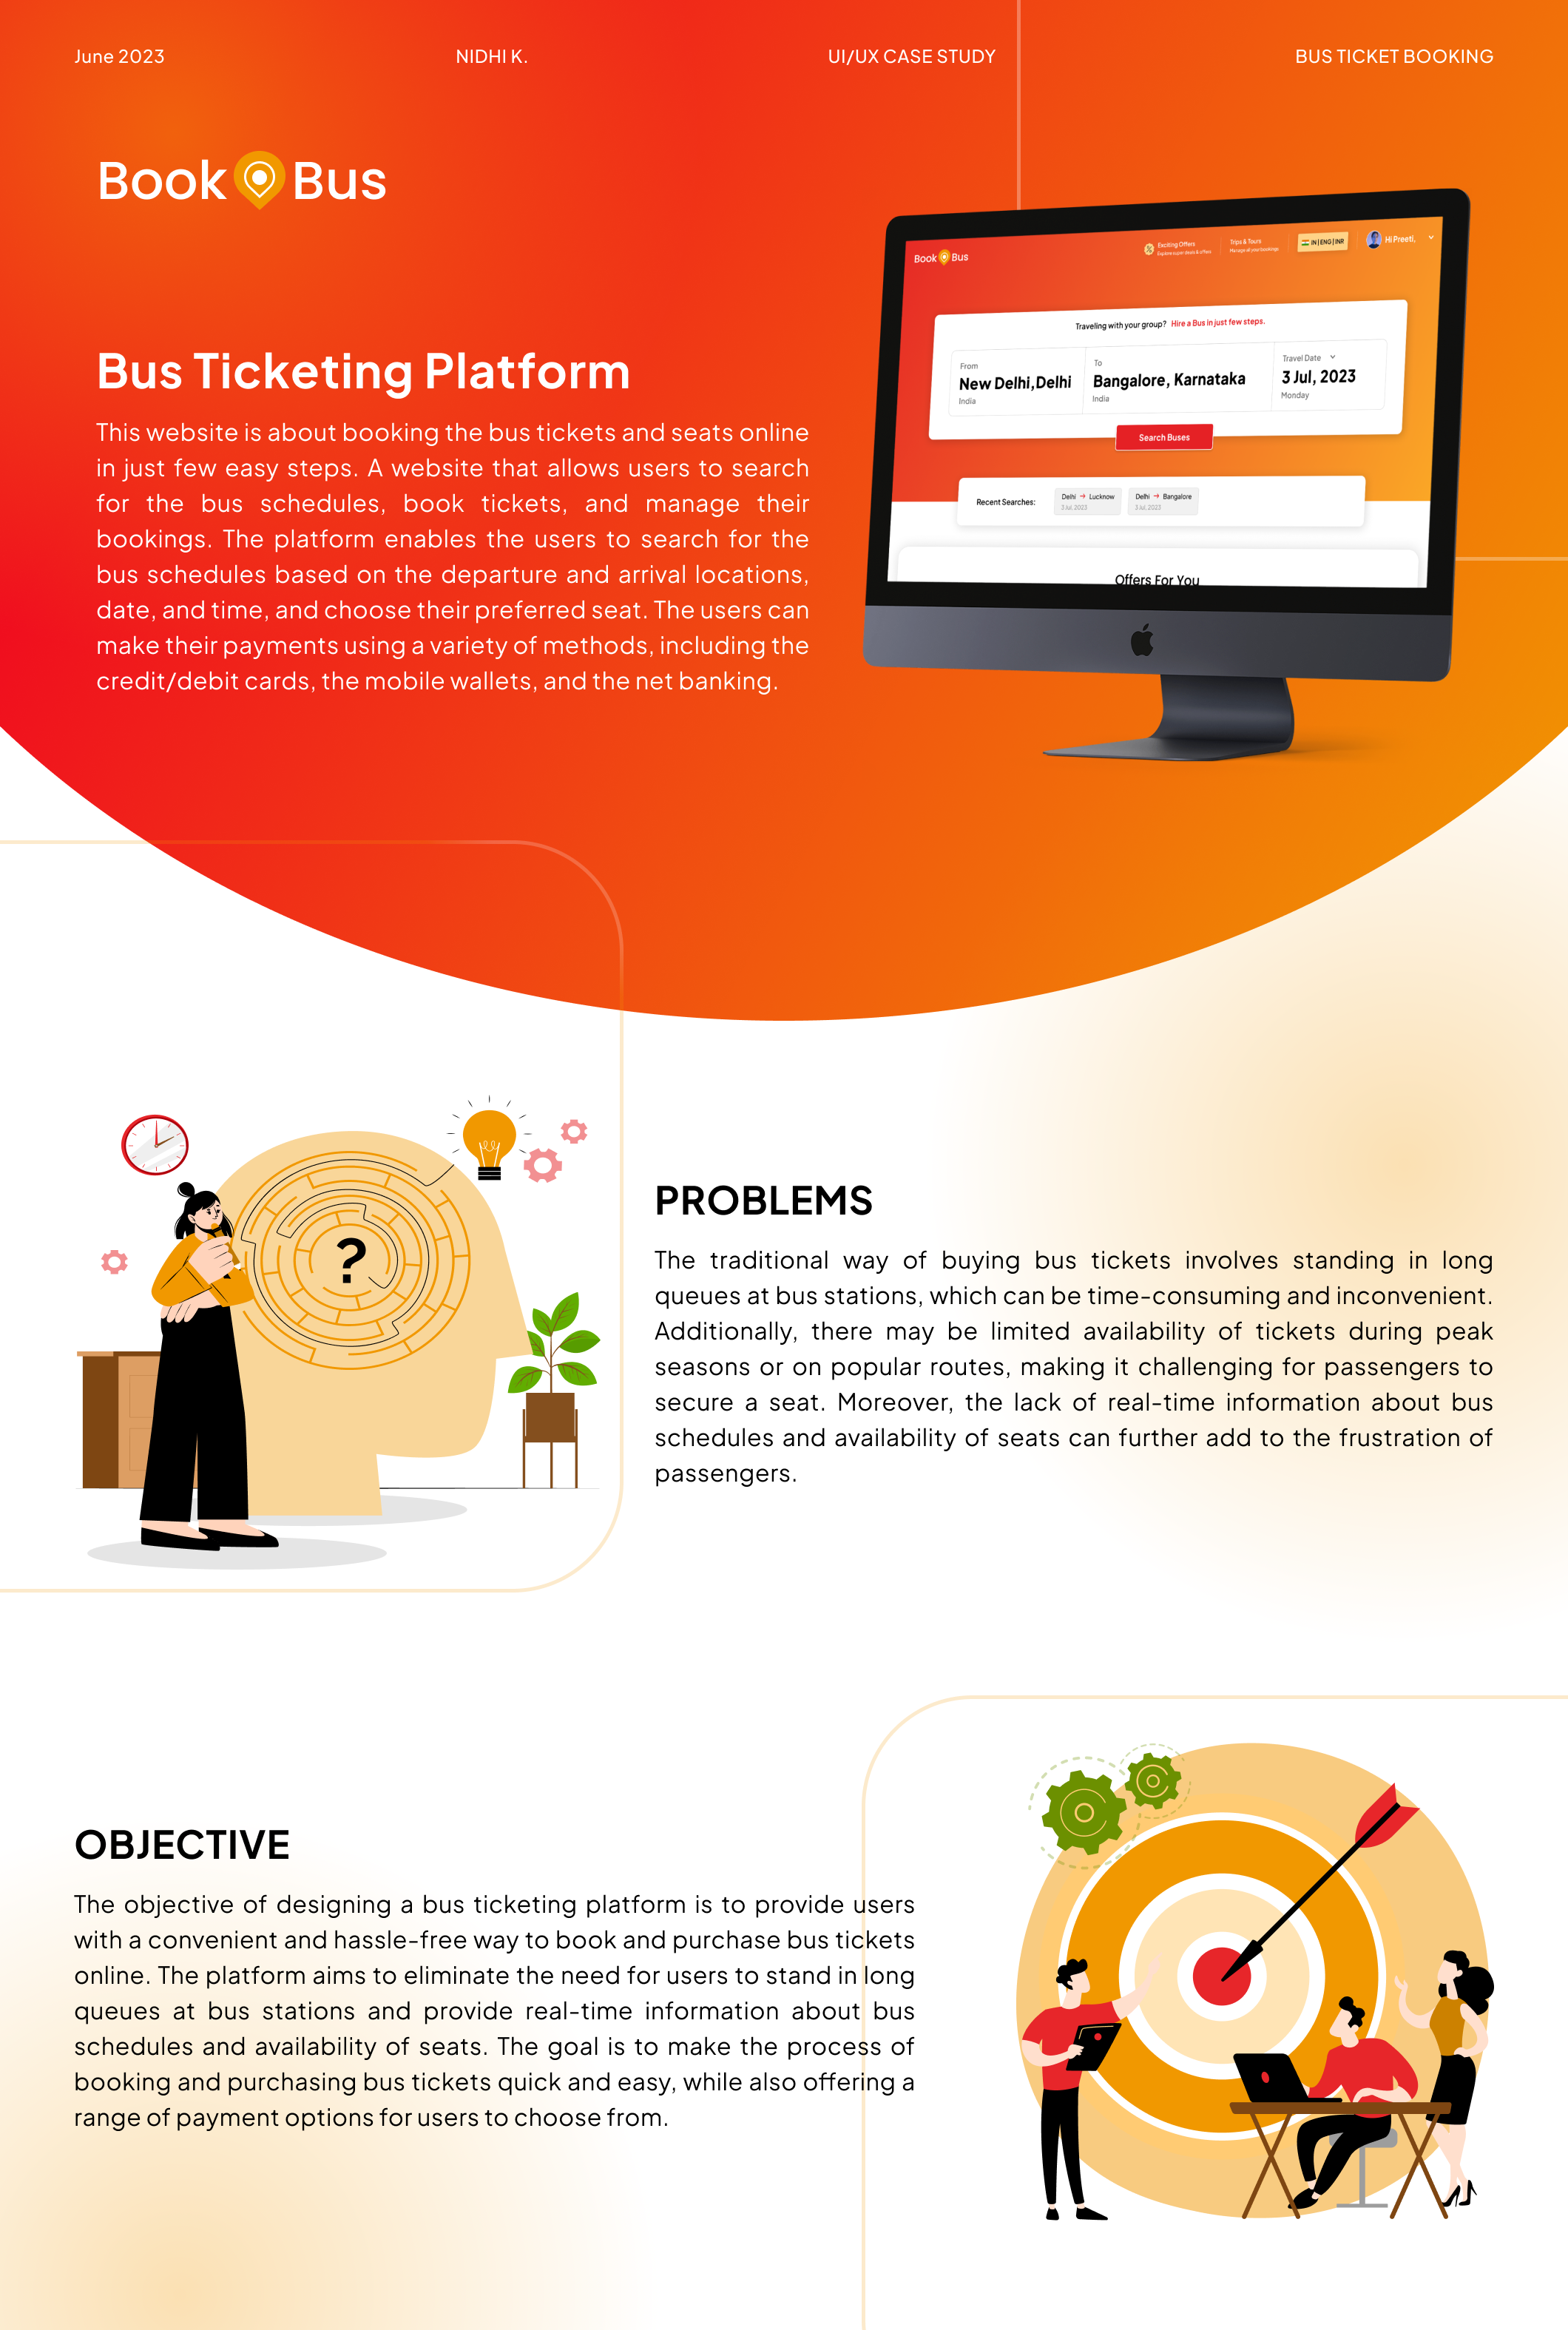 June 2023
NIDHI K.
UI/UX CASE STUDY
BUS TICKET BOOKING
Book Bus
Bus Ticketing Platform
This website is about booking the bus tickets and seats online
in just few easy steps. A website that allows users to search
for the bus schedules, book tickets, and manage their
bookings. The platform enables the users to search for the
bus schedules based on the departure and arrival locations,
date, and time, and choose their preferred seat. The users can
make their payments using a variety of methods, including the
credit/debit cards, the mobile wallets, and the net banking.
Book Bus
Exciting Offers
Explore super deals & offers
Trips & Tours
Manage all your bookings
IN | ENG | INR
Hi Preeti,
Traveling with your group? Hire a Bus in just few steps.
From
New Delhi,Delhi
India
To
Bangalore, Karnataka
India
Travel Date
3 Jul, 2023
Monday
Search Buses
Recent Searches:
Delhi → Lucknow
3 Jul, 2023
Delhi → Bangalore
3 Jul, 2023
Offers For You
?
PROBLEMS
The traditional way of buying bus tickets involves standing in long
queues at bus stations, which can be time-consuming and inconvenient.
Additionally, there may be limited availability of tickets during peak
seasons or on popular routes, making it challenging for passengers to
secure a seat. Moreover, the lack of real-time information about bus
schedules and availability of seats can further add to the frustration of
passengers.
OBJECTIVE
The objective of designing a bus ticketing platform is to provide users
with a convenient and hassle-free way to book and purchase bus tickets
online. The platform aims to eliminate the need for users to stand in long
queues at bus stations and provide real-time information about bus
schedules and availability of seats. The goal is to make the process of
booking and purchasing bus tickets quick and easy, while also offering a
range of payment options for users to choose from.